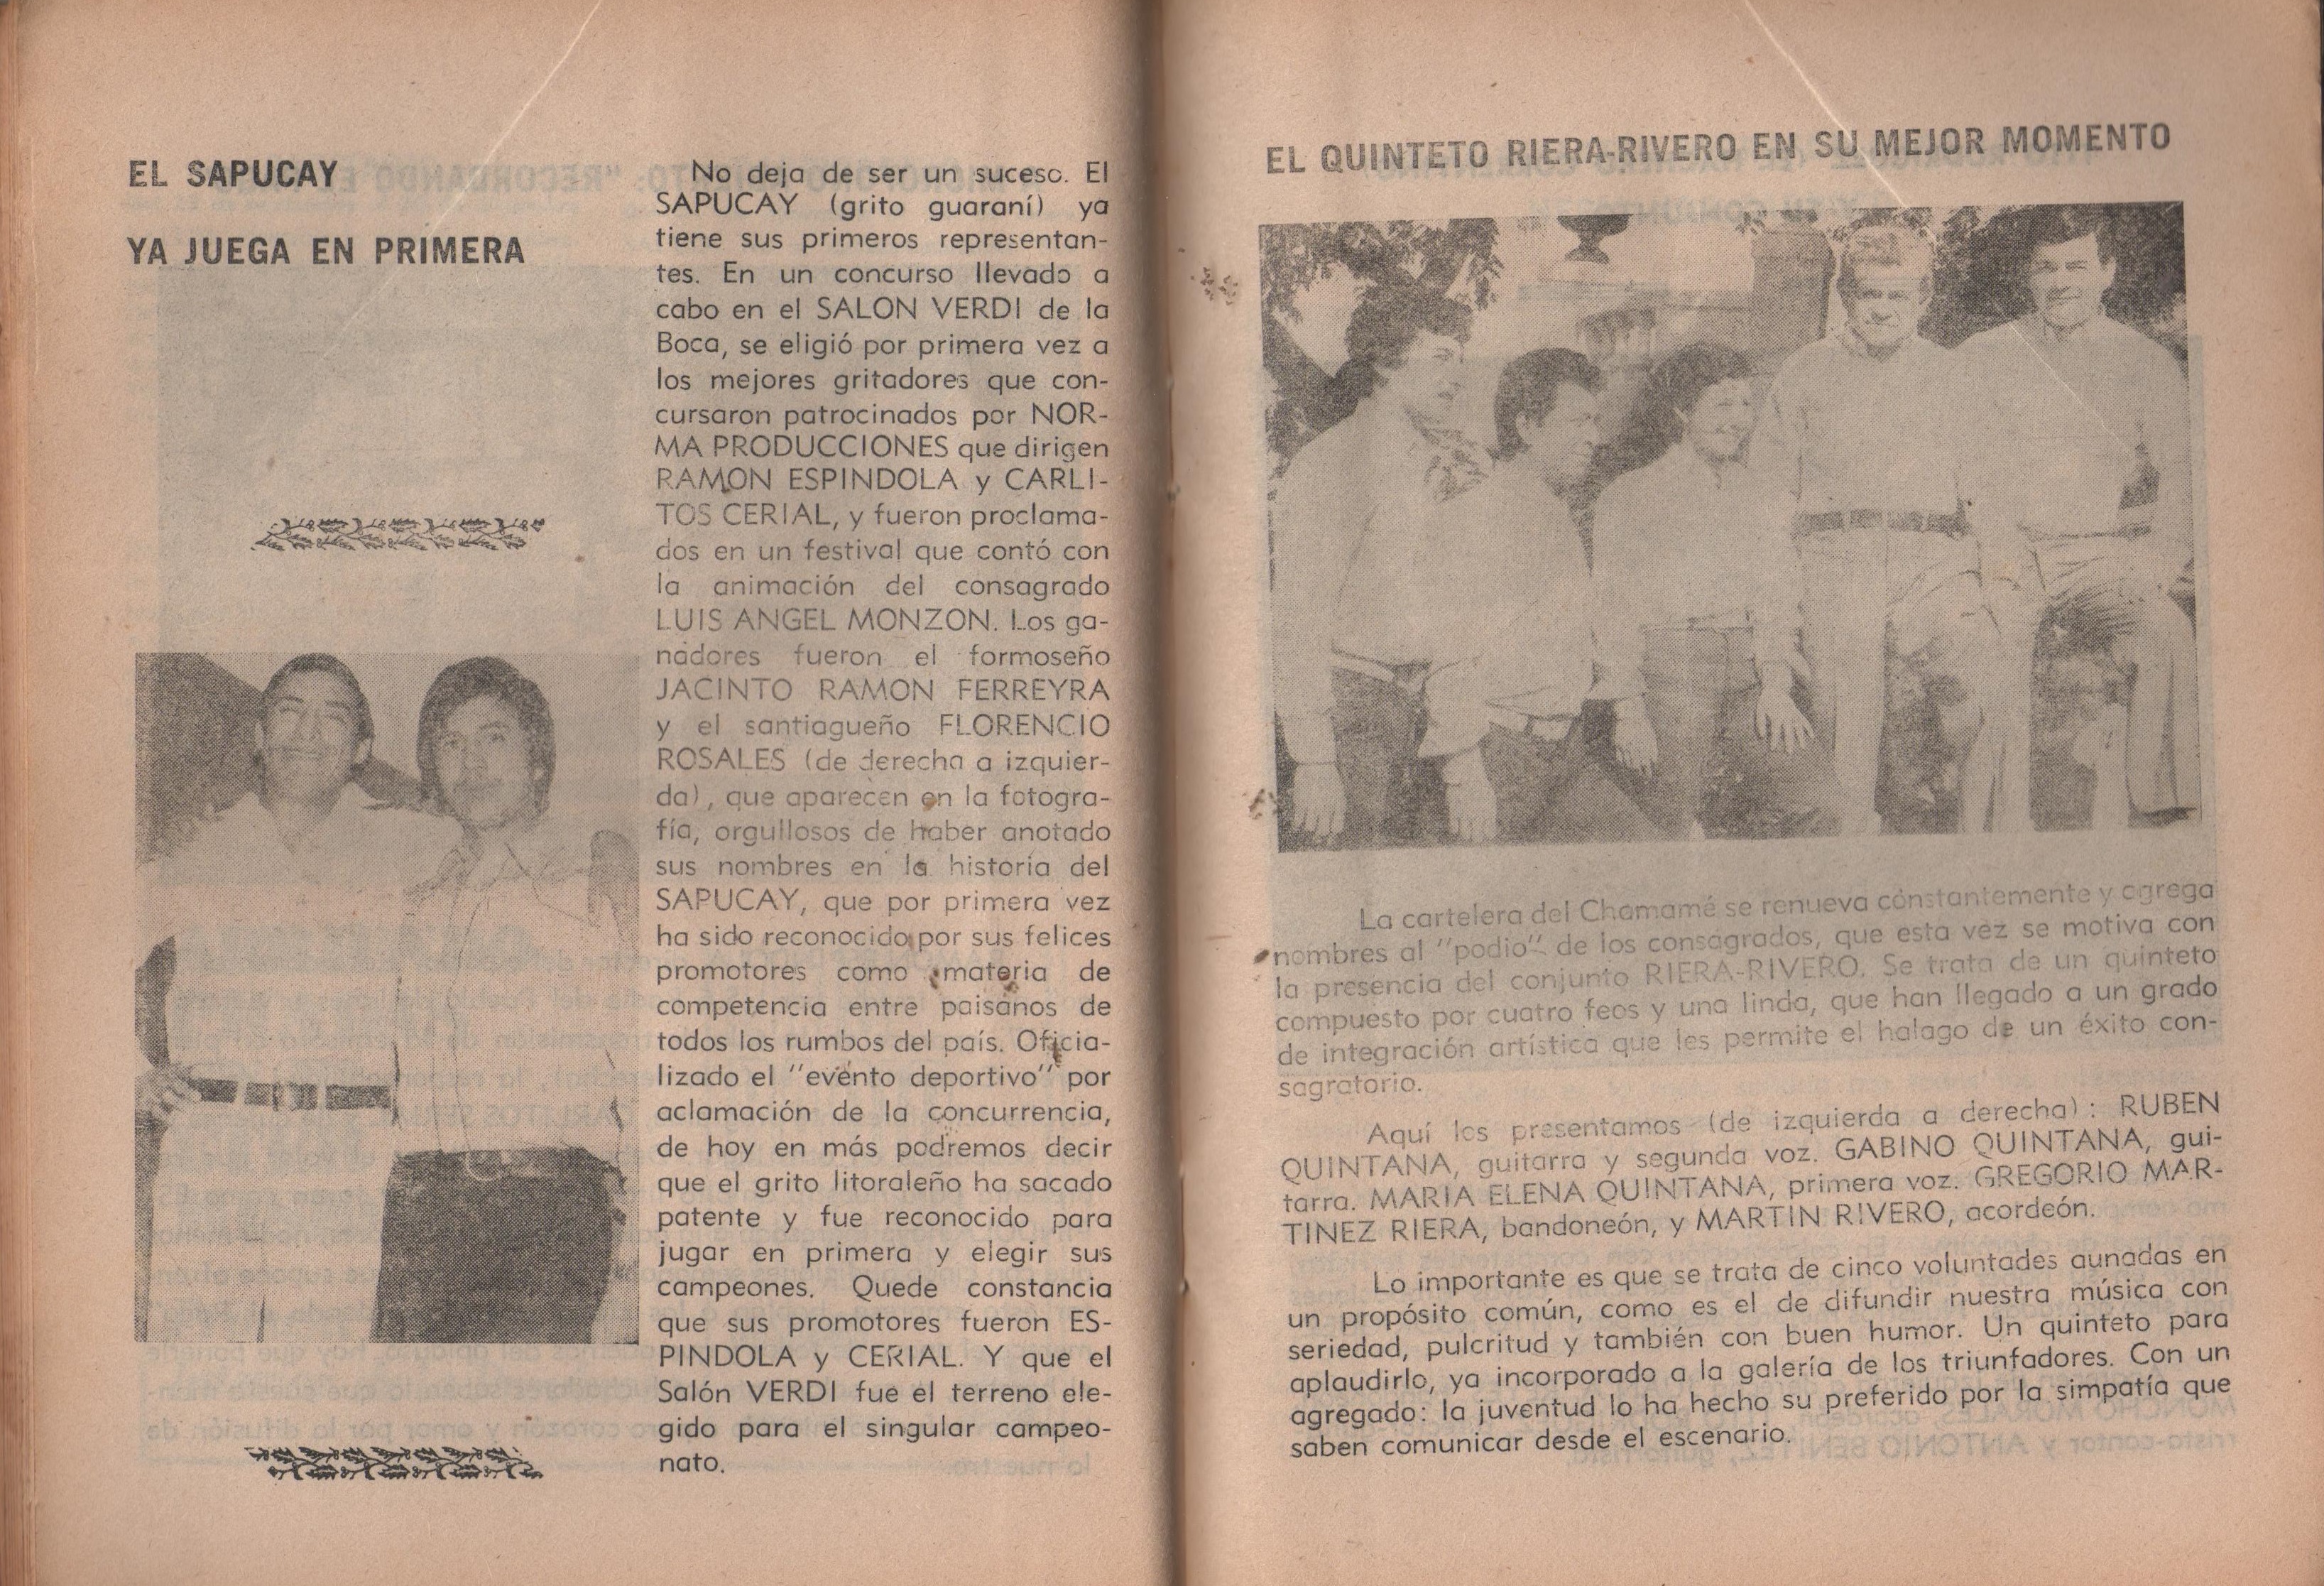 EL SAPUCAY
YA JUEGA EN PRIMERA
No deja de ser un suceso. El
SAPUCAY (grito guaraní) ya
tiene sus primeros representan-
tes. En un concurso llevado a
cabo en el SALON VERDI de la
Boca, se eligió por primera vez a
los mejores gritadores que con-
cursaron patrocinados por NOR-
MA PRODUCCIONES que dirigen
RAMON ESPINDOLA y CARLI-
TOS CERIAL, y fueron proclama-
dos en un festival que contó con
la animación del consagrado
LUIS ANGEL MONZON. Los ga-
nadores fueron el formoseño
JACINTO RAMON FERREYRA
y el santiagueño FLORENCIO
ROSALES (de derecha a izquier-
da), que aparecen en la fotogra-
fía, orgullosos de haber anotado
sus nombres en la historia del
SAPUCAY, que por primera vez
ha sido reconocido por sus felices
promotores como materia de
competencia entre paisanos de
todos los rumbos del país. Oficia-
lizado el "evento deportivo" por
aclamación de la concurrencia,
de hoy en más podremos decir
que el grito litoraleño ha sacado
patente y fue reconocido para
jugar en primera y elegir sus
campeones. Quede constancia
que sus promotores fueron ES-
PINDOLA y CERIAL. Y que el
Salón VERDI fue el terreno ele-
gido para el singular campeo-
nato.
EL QUINTETO RIERA-RIVERO EN SU MEJOR MOMENTO
La cartelera del Chamamé se renueva constantemente y agrega
nombres al "podio" de los consagrados, que esta vez se motiva con
la presencia del conjunto RIERA-RIVERO. Se trata de un quinteto
compuesto por cuatro feos y una linda, que han llegado a un grado
de integración artística que les permite el halago de un éxito con-
sagratorio.
Aquí los presentamos (de izquierda a derecha): RUBEN
QUINTANA, guitarra y segunda voz. GABINO QUINTANA, gui-
tarra. MARIA ELENA QUINTANA, primera voz. GREGORIO MAR-
TINEZ RIERA, bandoneón, y MARTIN RIVERO, acordeón.
Lo importante es que se trata de cinco voluntades aunadas en
un propósito común, como es el de difundir nuestra música con
seriedad, pulcritud y también con buen humor. Un quinteto para
aplaudirlo, ya incorporado a la galería de los triunfadores. Con un
agregado: la juventud lo ha hecho su preferido por la simpatía que
saben comunicar desde el escenario.